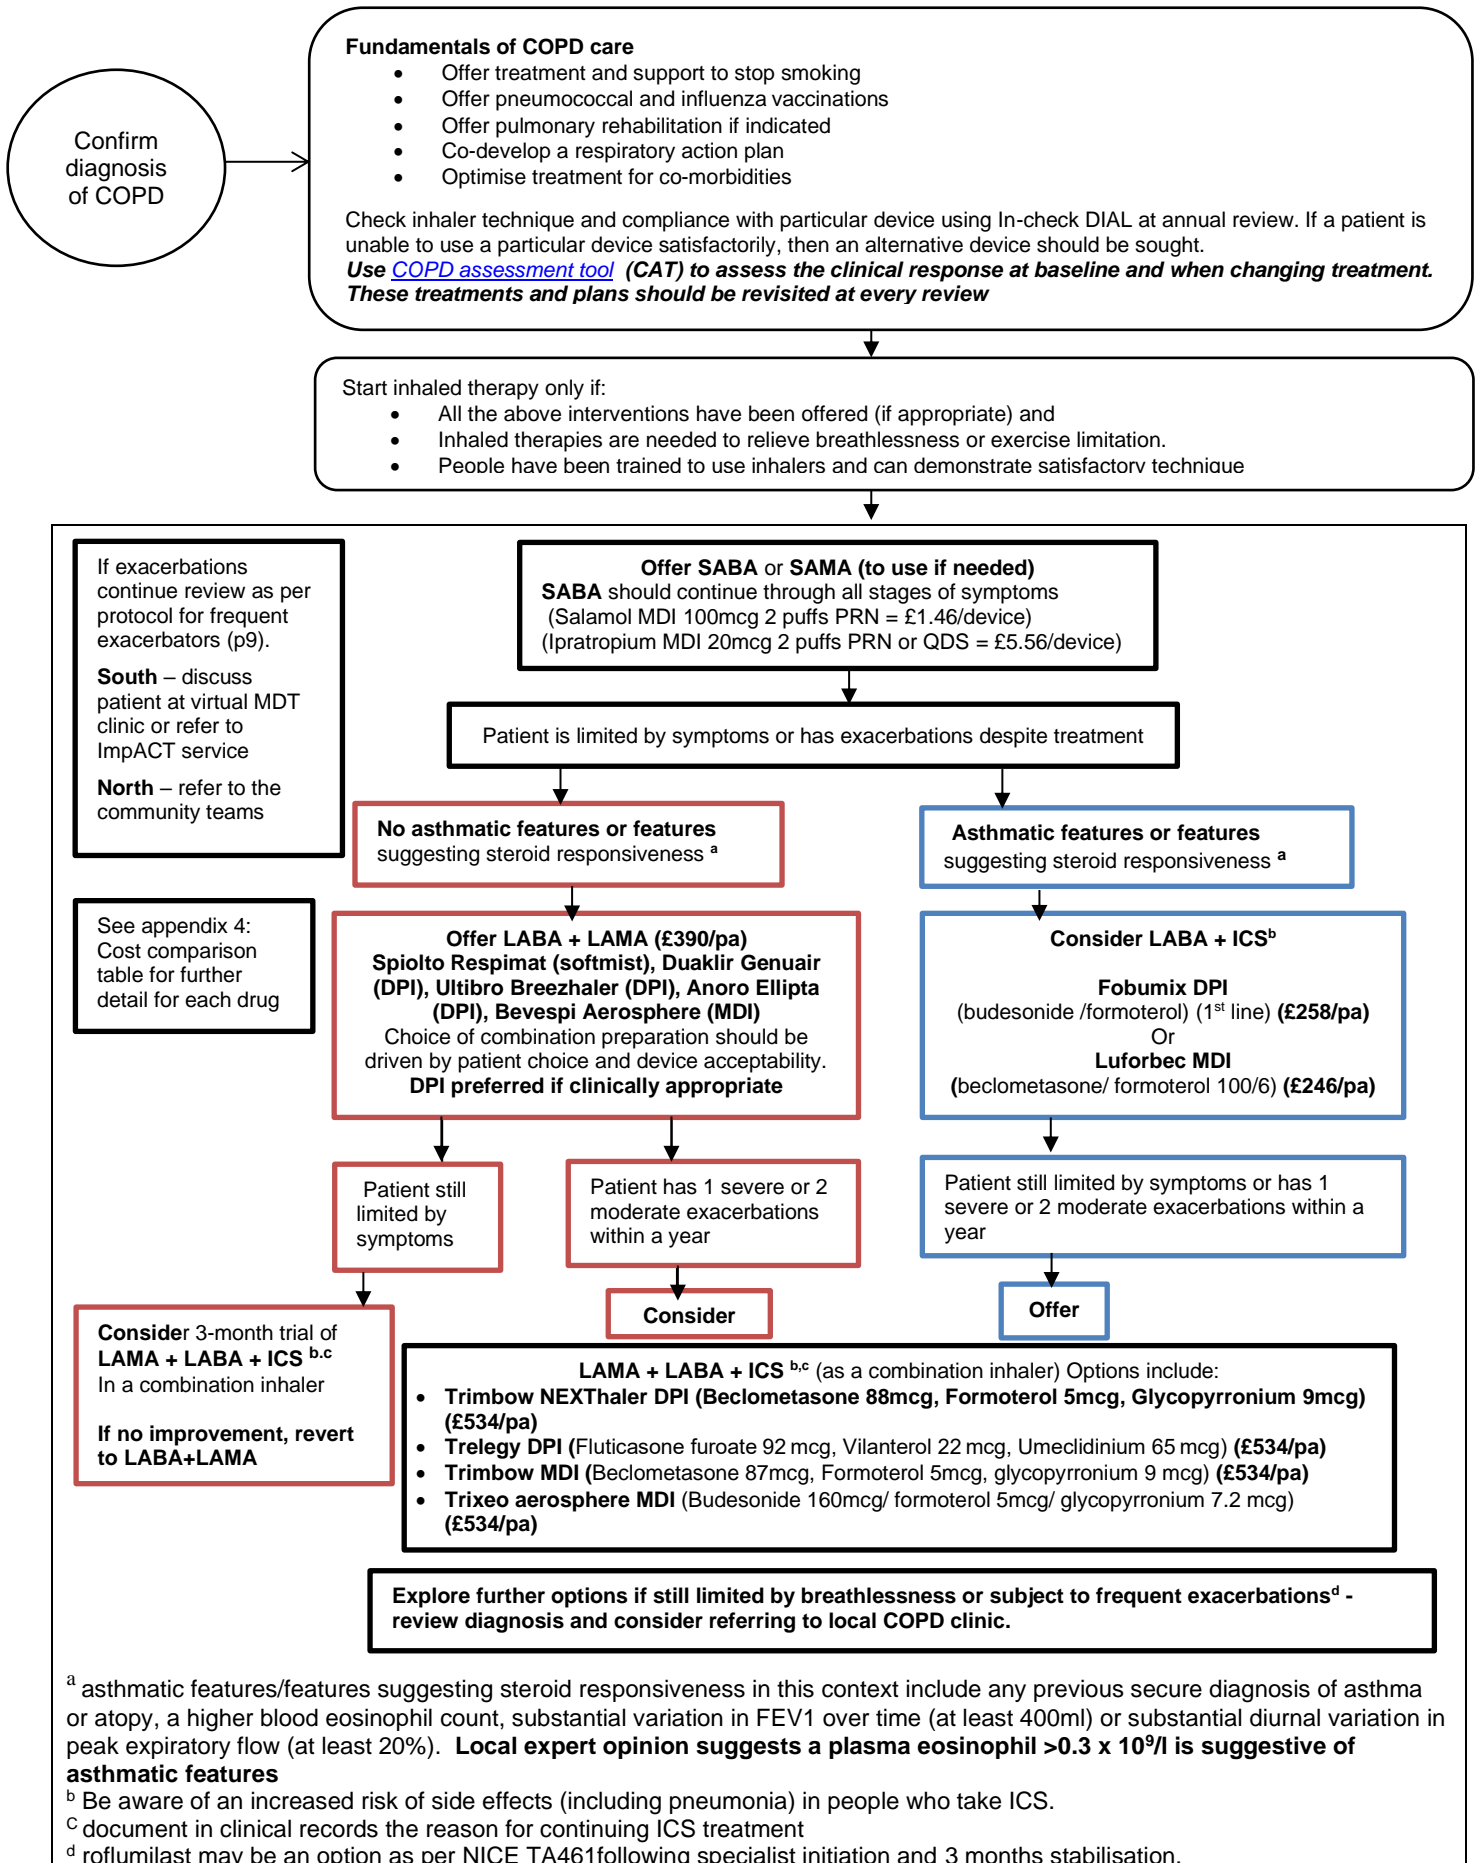 Confirm
diagnosis
of COPD
Fundamentals of COPD care
• Offer treatment and support to stop smoking
• Offer pneumococcal and influenza vaccinations
• Offer pulmonary rehabilitation if indicated
• Co-develop a respiratory action plan
• Optimise treatment for co-morbidities
Check inhaler technique and compliance with particular device using In-check DIAL at annual review. If a patient is
unable to use a particular device satisfactorily, then an alternative device should be sought.
Use COPD assessment tool (CAT) to assess the clinical response at baseline and when changing treatment.
These treatments and plans should be revisited at every review
Start inhaled therapy only if:
• All the above interventions have been offered (if appropriate) and
• Inhaled therapies are needed to relieve breathlessness or exercise limitation.
• People have been trained to use inhalers and can demonstrate satisfactory technique
If exacerbations
continue review as per
protocol for frequent
exacerbators (p9).
South – discuss
patient at virtual MDT
clinic or refer to
ImpACT service
North – refer to the
community teams
Offer SABA or SAMA (to use if needed)
SABA should continue through all stages of symptoms
(Salamol MDI 100mcg 2 puffs PRN = £1.46/device)
(Ipratropium MDI 20mcg 2 puffs PRN or QDS = £5.56/device)
Patient is limited by symptoms or has exacerbations despite treatment
No asthmatic features or features
suggesting steroid responsiveness a
Asthmatic features or features
suggesting steroid responsiveness a
See appendix 4:
Cost comparison
table for further
detail for each drug
Offer LABA + LAMA (£390/pa)
Spiolto Respimat (softmist), Duaklir Genuair
(DPI), Ultibro Breezhaler (DPI), Anoro Ellipta
(DPI), Bevespi Aerosphere (MDI)
Choice of combination preparation should be
driven by patient choice and device acceptability.
DPI preferred if clinically appropriate
Consider LABA + ICSb
Fobumix DPI
(budesonide /formoterol) (1st line) (£258/pa)
Or
Luforbec MDI
(beclometasone/ formoterol 100/6) (£246/pa)
Patient still
limited by
symptoms
Patient has 1 severe or 2
moderate exacerbations
within a year
Patient still limited by symptoms or has 1
severe or 2 moderate exacerbations within a
year
Consider
Offer
Consider 3-month trial of
LAMA + LABA + ICS b.c
In a combination inhaler
If no improvement, revert
to LABA+LAMA
LAMA + LABA + ICS b,c (as a combination inhaler) Options include:
• Trimbow NEXThaler DPI (Beclometasone 88mcg, Formoterol 5mcg, Glycopyrronium 9mcg)
(£534/pa)
• Trelegy DPI (Fluticasone furoate 92 mcg, Vilanterol 22 mcg, Umeclidinium 65 mcg) (£534/pa)
• Trimbow MDI (Beclometasone 87mcg, Formoterol 5mcg, glycopyrronium 9 mcg) (£534/pa)
• Trixeo aerosphere MDI (Budesonide 160mcg/ formoterol 5mcg/ glycopyrronium 7.2 mcg)
(£534/pa)
Explore further options if still limited by breathlessness or subject to frequent exacerbationsd -
review diagnosis and consider referring to local COPD clinic.
a asthmatic features/features suggesting steroid responsiveness in this context include any previous secure diagnosis of asthma
or atopy, a higher blood eosinophil count, substantial variation in FEV1 over time (at least 400ml) or substantial diurnal variation in
peak expiratory flow (at least 20%). Local expert opinion suggests a plasma eosinophil >0.3 x 10⁹/l is suggestive of
asthmatic features
b Be aware of an increased risk of side effects (including pneumonia) in people who take ICS.
C document in clinical records the reason for continuing ICS treatment
d roflumilast may be an option as per NICE TA461following specialist initiation and 3 months stabilisation.